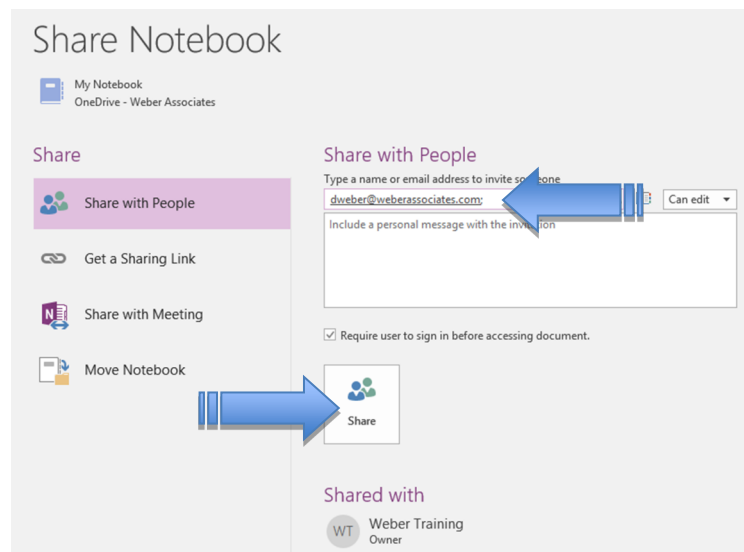 Share Notebook
My Notebook
OneDrive - Weber Associates
Share
Share with People
Get a Sharing Link
N
Share with Meeting
Move Notebook
Share with People
Type a name or email address to invite someone
dweber@weberassociates.com;
Can edit
Include a personal message with the invitation
Require user to sign in before accessing document.
Share
Shared with
WT
Weber Training
Owner